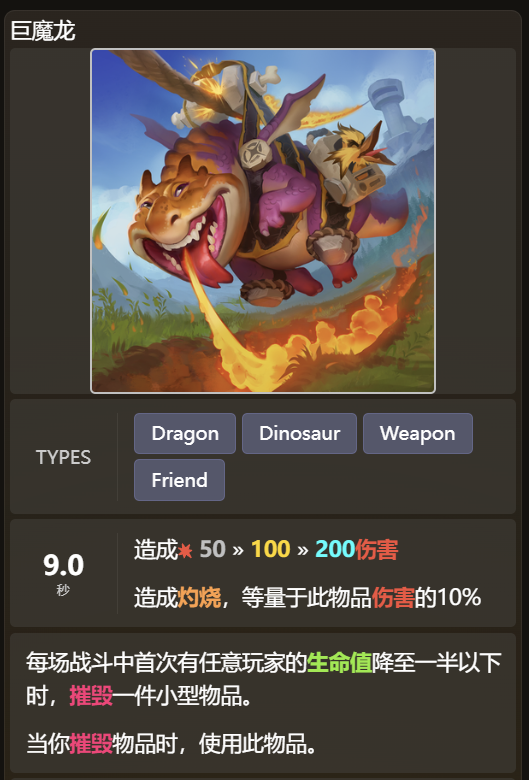 巨魔龙
TYPES
Dragon
Dinosaur
Weapon
Friend
9.0
秒
造成 50 » 100 » 200伤害
造成灼烧，等量于此物品伤害的10%
每场战斗中首次有任意玩家的生命值降至一半以下
时，摧毁一件小型物品。
当你摧毁物品时，使用此物品。